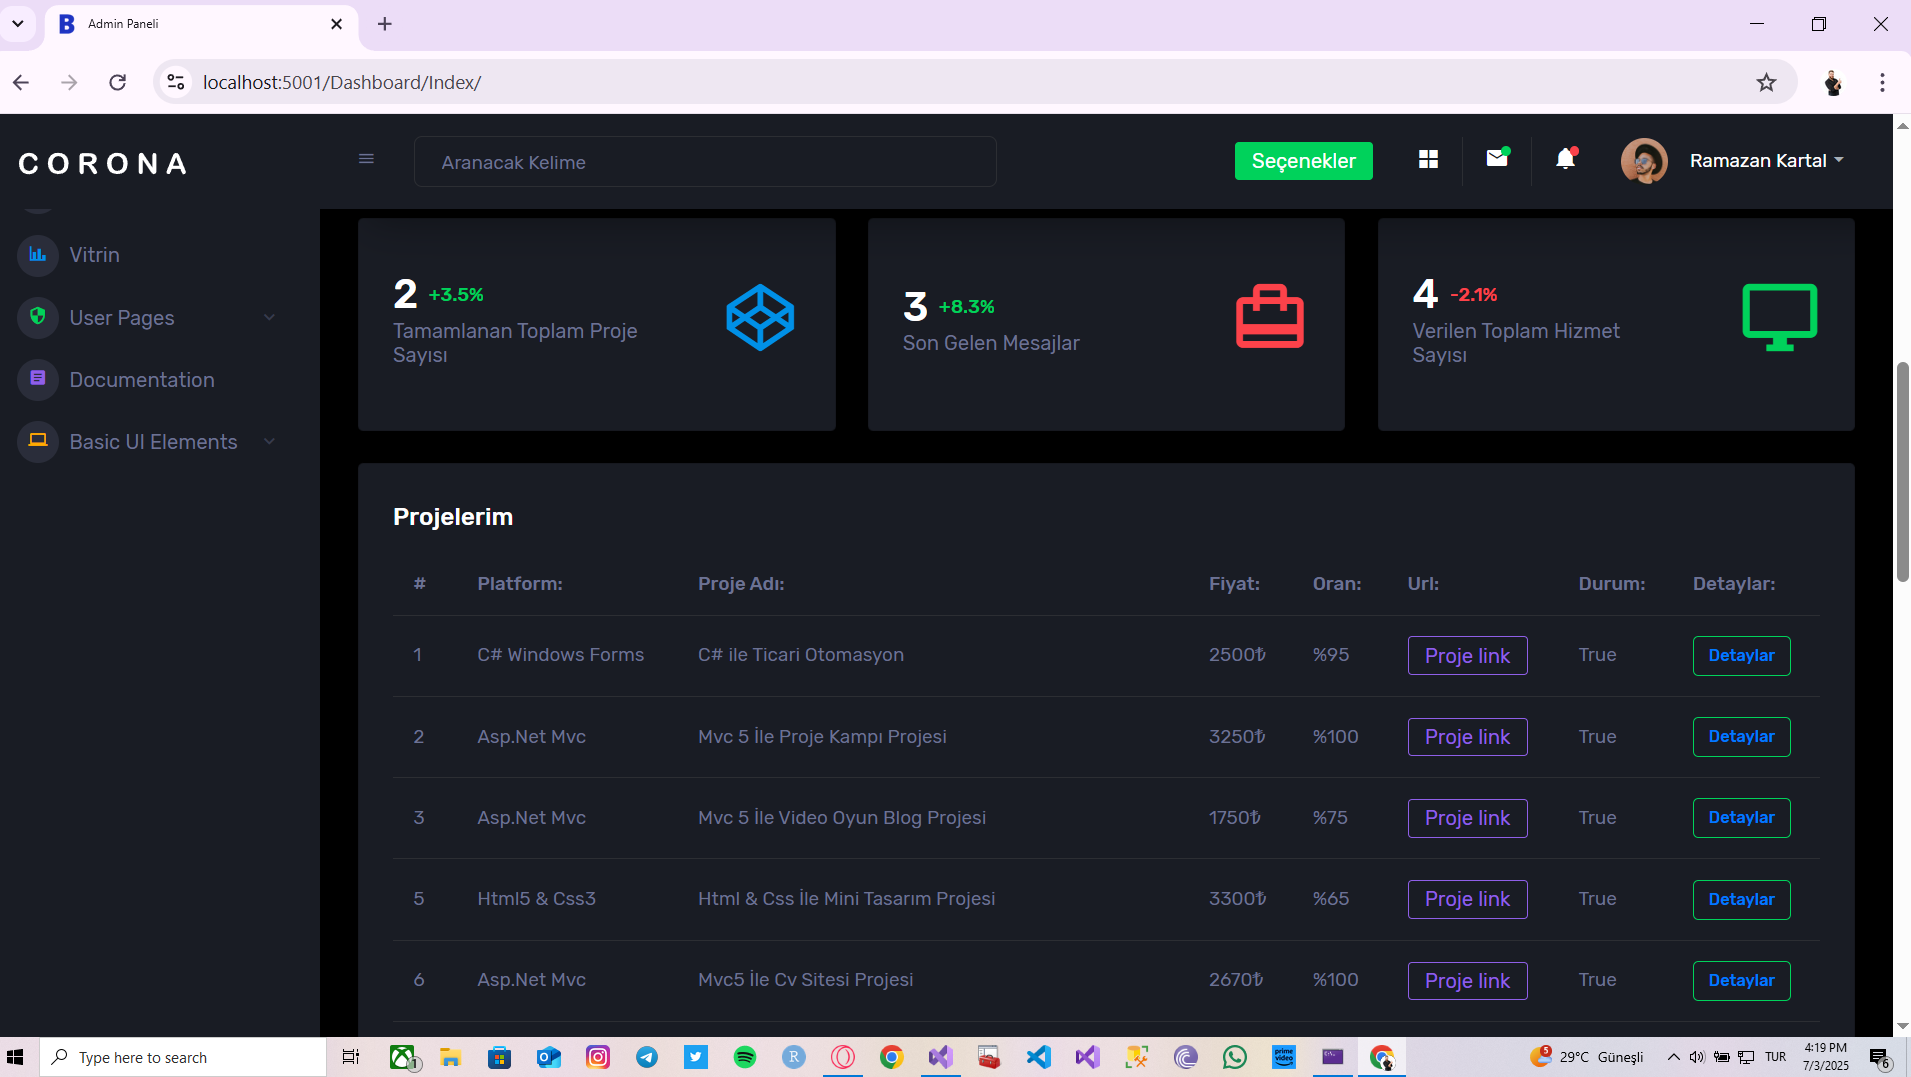 Admin Paneli
localhost:5001/Dashboard/Index/
CORONA
Aranacak Kelime
Seçenekler
Ramazan Kartal
Vitrin
User Pages
Documentation
Basic UI Elements
2 +3.5%
Tamamlanan Toplam Proje
Sayısı
3 +8.3%
Son Gelen Mesajlar
4 -2.1%
Verilen Toplam Hizmet
Sayısı
Projelerim
# Platform: Proje Adı: Fiyat: Oran: Url: Durum: Detaylar:
1 C# Windows Forms C# ile Ticari Otomasyon 2500₺ %95 Proje link True Detaylar
2 Asp.Net Mvc Mvc 5 İle Proje Kampı Projesi 3250₺ %100 Proje link True Detaylar
3 Asp.Net Mvc Mvc 5 İle Video Oyun Blog Projesi 1750₺ %75 Proje link True Detaylar
5 Html5 & Css3 Html & Css İle Mini Tasarım Projesi 3300₺ %65 Proje link True Detaylar
6 Asp.Net Mvc Mvc5 İle Cv Sitesi Projesi 2670₺ %100 Proje link True Detaylar
Type here to search
1
R
prime video
5
29°C Güneşli
TUR
4:19 PM
7/3/2025
6